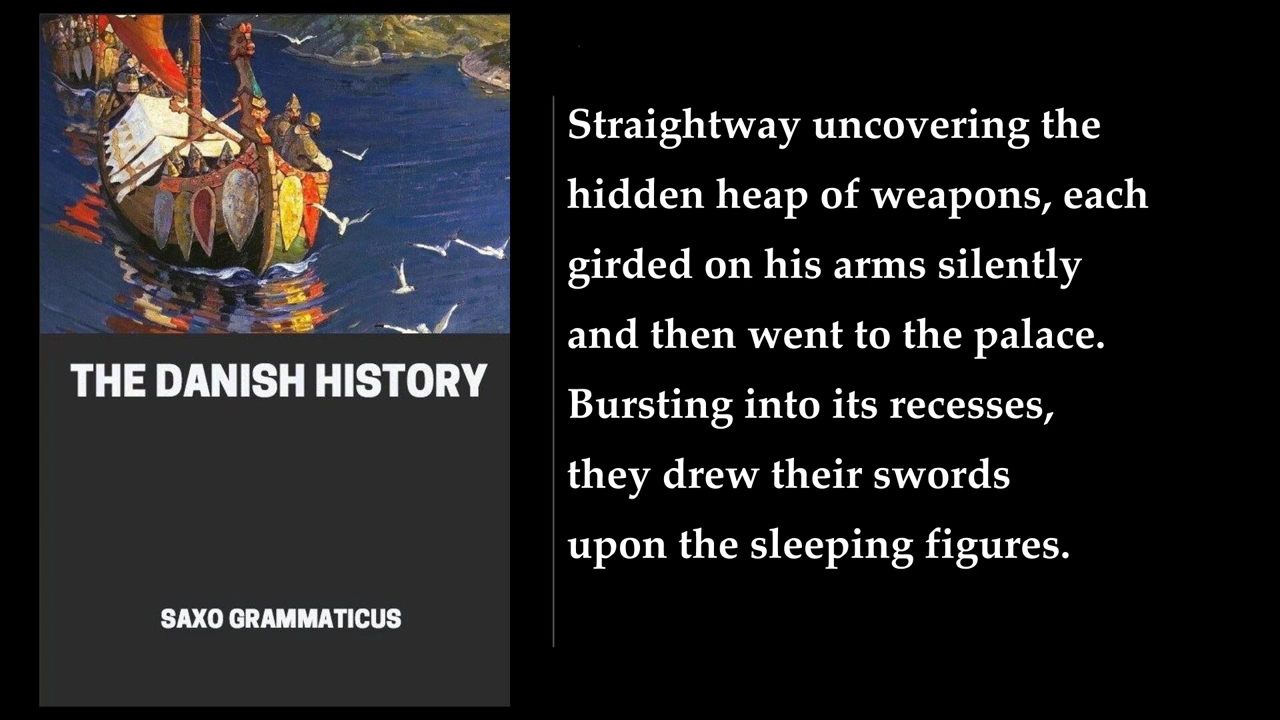 THE DANISH HISTORY
SAXO GRAMMATICUS
Straightway uncovering the
hidden heap of weapons, each
girded on his arms silently
and then went to the palace.
Bursting into its recesses,
they drew their swords
upon the sleeping figures.